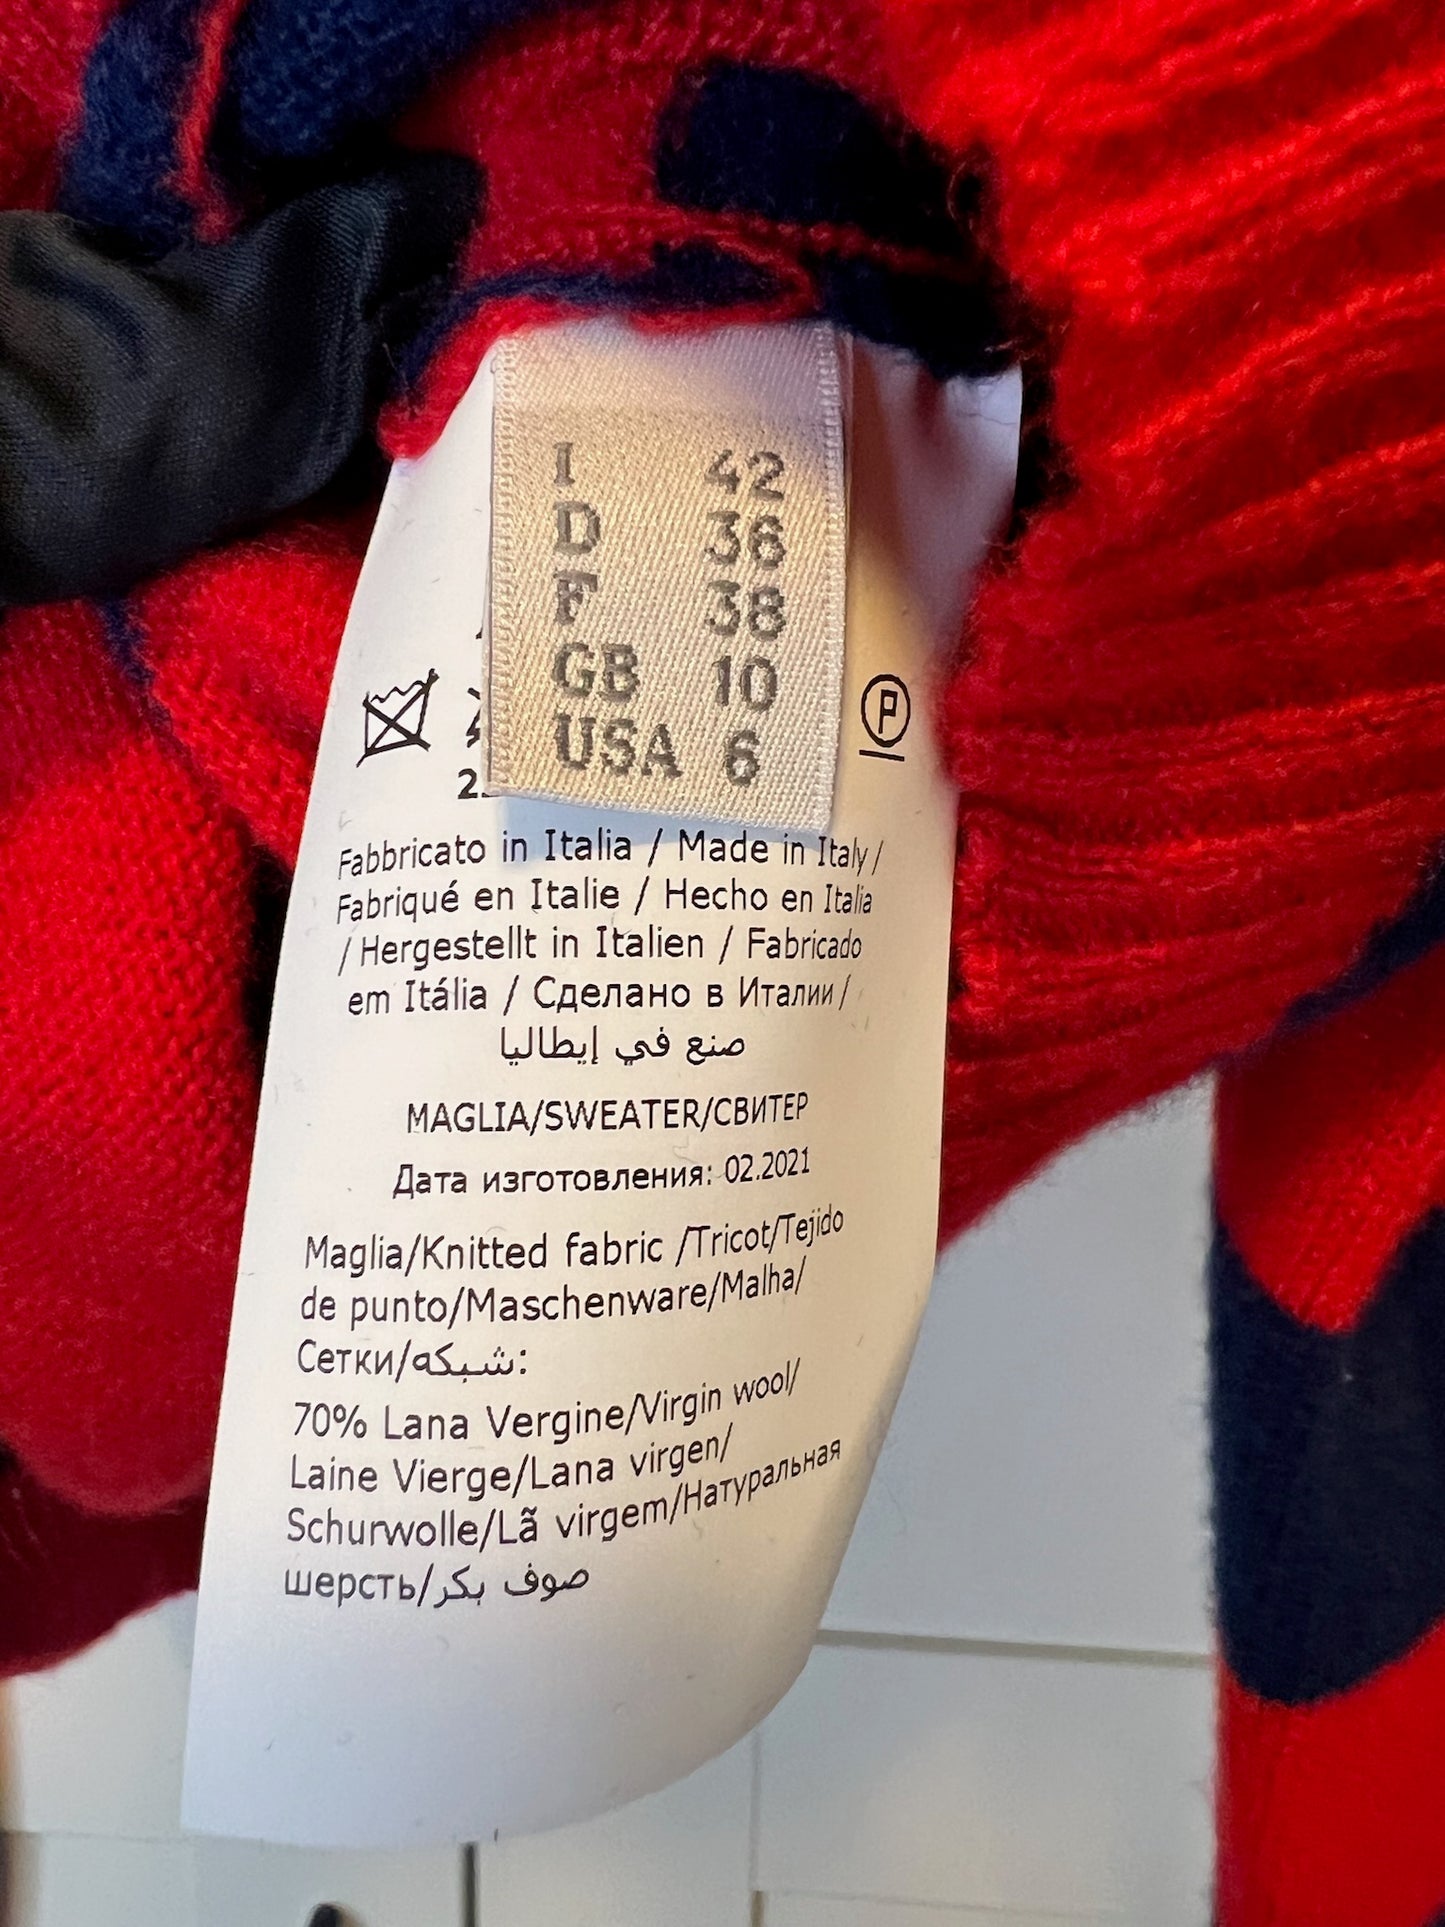 I 42
D 36
F 38
GB 10
USA 6
P
Fabbricato in Italia / Made in Italy /
Fabriqué en Italie / Hecho en Italia
/ Hergestellt in Italien / Fabricado
em Itália / Сделано в Италии /
صنع في إيطاليا
MAGLIA/SWEATER/СВИТЕР
Дата изготовления: 02.2021
Maglia/Knitted fabric /Tricot/Tejido
de punto/Maschenware/Malha/
Сетки/شبكه:
70% Lana Vergine/Virgin wool/
Laine Vierge/Lana virgen/
Schurwolle/Lã virgem/Натуральная
шерсть/صوف بكر